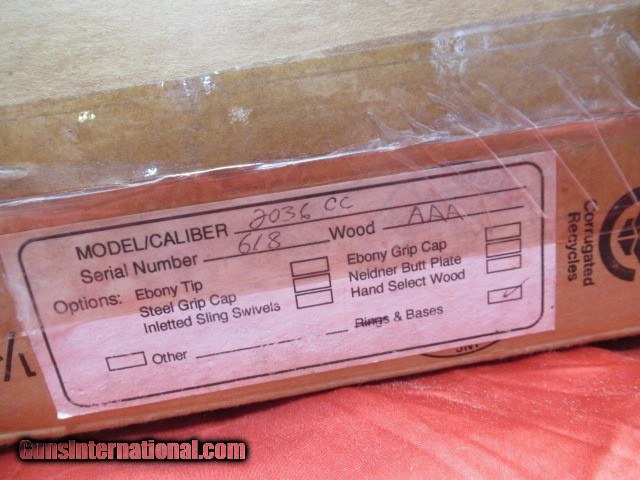 MODEL/CALIBER 2036 CC
Serial Number 618 Wood AAA
Options: Ebony Tip Ebony Grip Cap
Steel Grip Cap Neidner Butt Plate
Inletted Sling Swivels Hand Select Wood
Other Rings & Bases
Corrugated
Recycles
GunsInternational.com